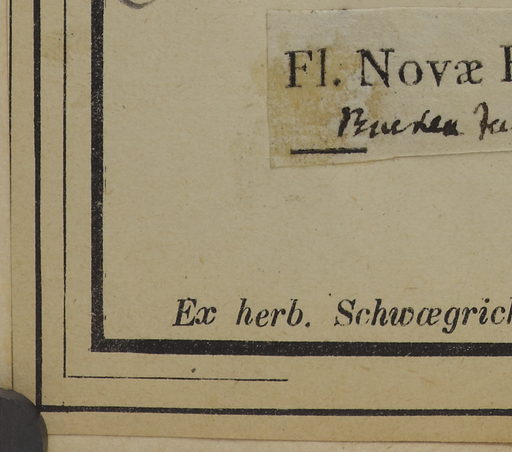 Fl. Novæ
Ex herb. Schwægrich